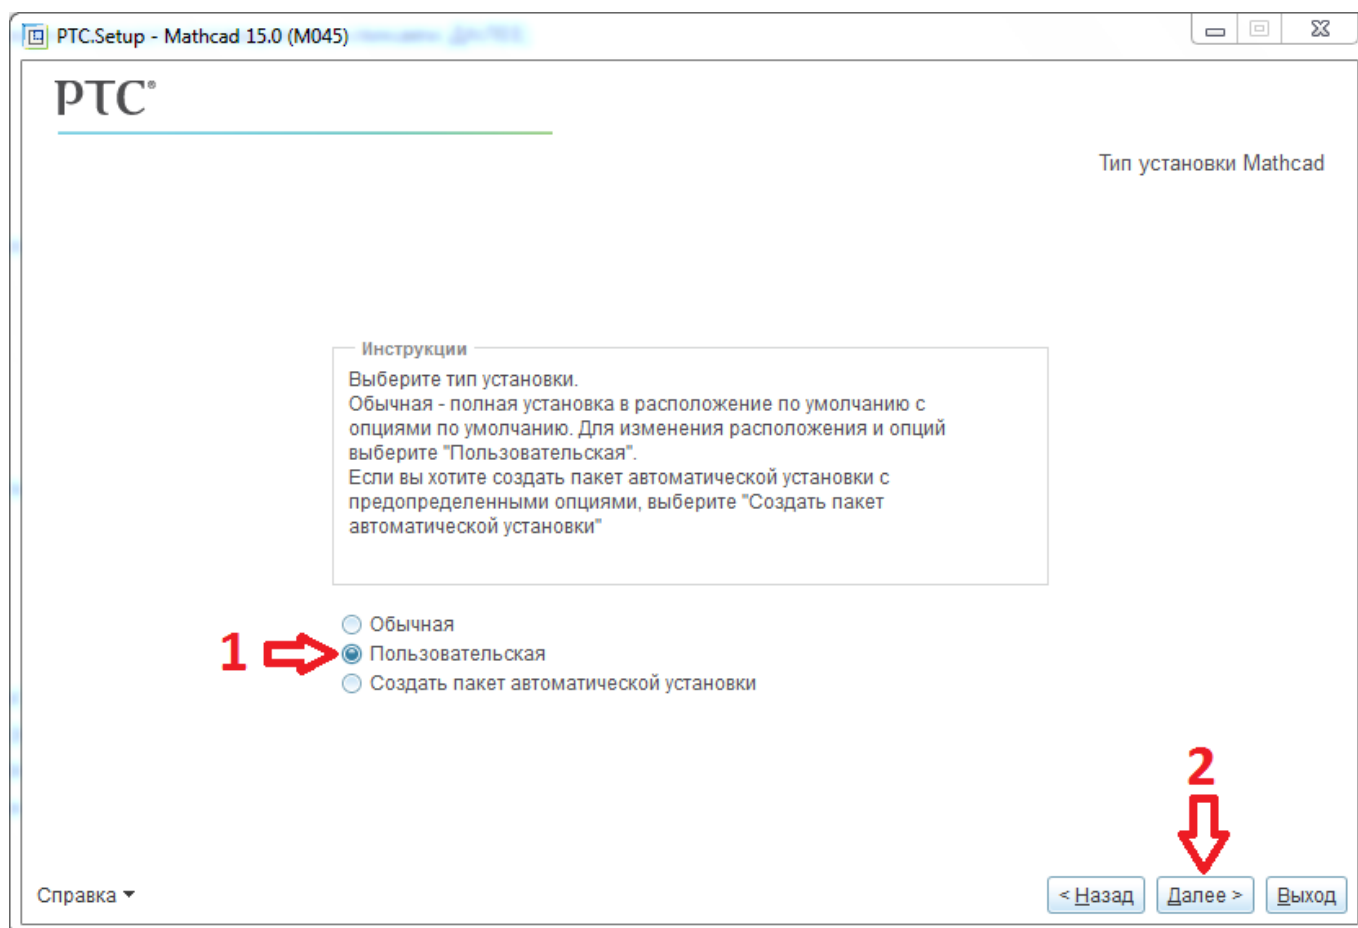 PTC.Setup - Mathcad 15.0 (M045)
PTC®
Тип установки Mathcad
Инструкции
Выберите тип установки.
Обычная - полная установка в расположение по умолчанию с
опциями по умолчанию. Для изменения расположения и опций
выберите "Пользовательская".
Если вы хотите создать пакет автоматической установки с
предопределенными опциями, выберите "Создать пакет
автоматической установки"
Обычная
1 Пользовательская
Создать пакет автоматической установки
2
Справка
< Назад Далее > Выход